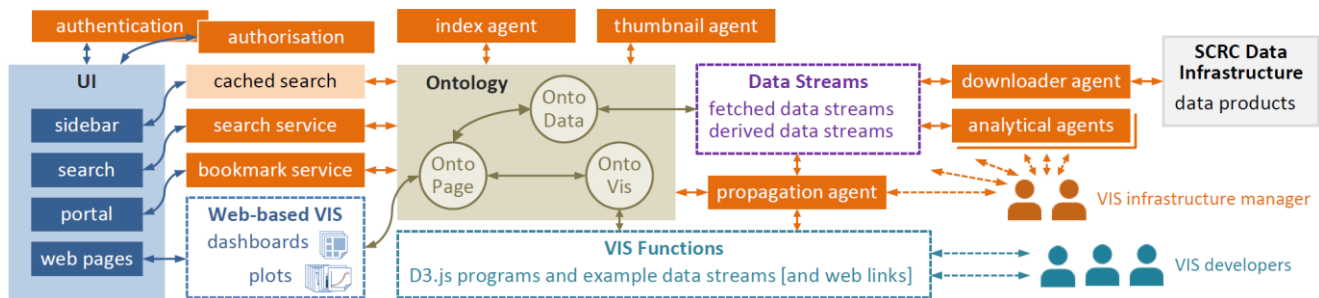 authentication
authorisation
index agent
thumbnail agent
UI
cached search
Ontology
Data Streams
downloader agent
SCRC Data
Infrastructure
data products
sidebar
search service
Onto
Data
fetched data streams
derived data streams
analytical agents
search
bookmark service
Onto
Page
Onto
Vis
propagation agent
VIS infrastructure manager
portal
Web-based VIS
dashboards
plots
web pages
VIS Functions
D3.js programs and example data streams [and web links]
VIS developers